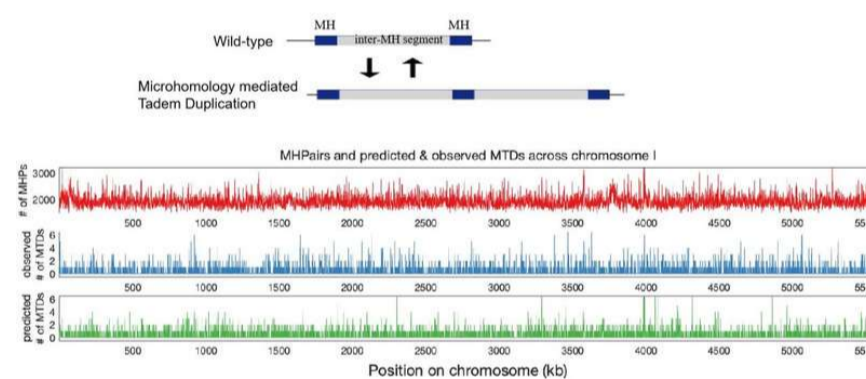 MH MH
Wild-type
inter-MH segment
Microhomology mediated
Tadem Duplication
MHPairs and predicted & observed MTDs across chromosome I
# of MHPs
3000
2000
500 1000 1500 2000 2500 3000 3500 4000 4500 5000 55
observed
# of MTDs
6
4
2
0
500 1000 1500 2000 2500 3000 3500 4000 4500 5000 55
predicted
# of MTDs
6
4
2
0
500 1000 1500 2000 2500 3000 3500 4000 4500 5000 55
Position on chromosome (kb)